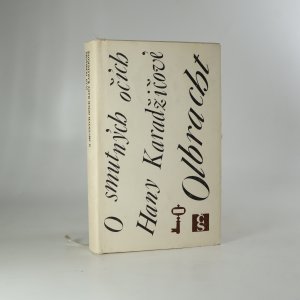 O smutných očích
Hany Karadžičové
Olbracht